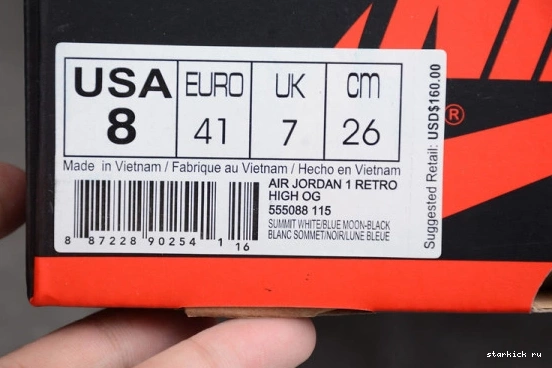 USA EURO UK cm
8 41 7 26
Made in Vietnam / Fabrique au Vietnam / Hecho en Vietnam
AIR JORDAN 1 RETRO
HIGH OG
555088 115
SUMMIT WHITE/BLUE MOON-BLACK
BLANC SOMMET/NOIR/LUNE BLEUE
8 87228 90254 1 16
Suggested Retail: USD$160.00
®
starkick ru